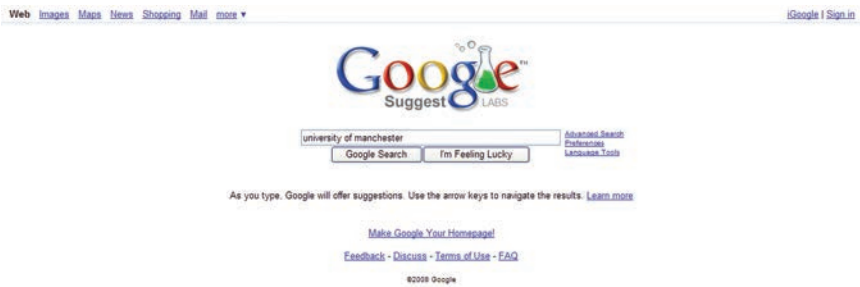 Web Images Maps News Shopping Mail more ▼ iGoogle | Sign in
Google™
Suggest LABS
university of manchester
Advanced Search
Preferences
Language Tools
Google Search I'm Feeling Lucky
As you type, Google will offer suggestions. Use the arrow keys to navigate the results. Learn more
Make Google Your Homepage!
Feedback - Discuss - Terms of Use - FAQ
©2008 Google